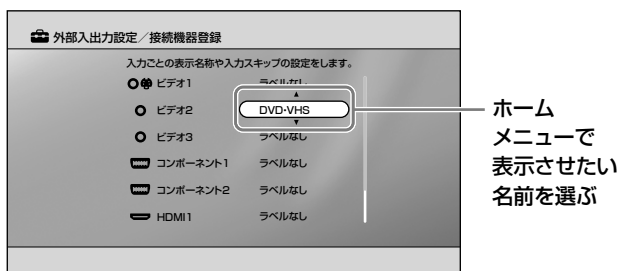 外部入出力設定／接続機器登録
入力ごとの表示名称や入力スキップの設定をします。
ビデオ1 ラベルなし
ビデオ2 DVD・VHS
ビデオ3 ラベルなし
コンポーネント1 ラベルなし
コンポーネント2 ラベルなし
HDMI1 ラベルなし
ホーム
メニューで
表示させたい
名前を選ぶ